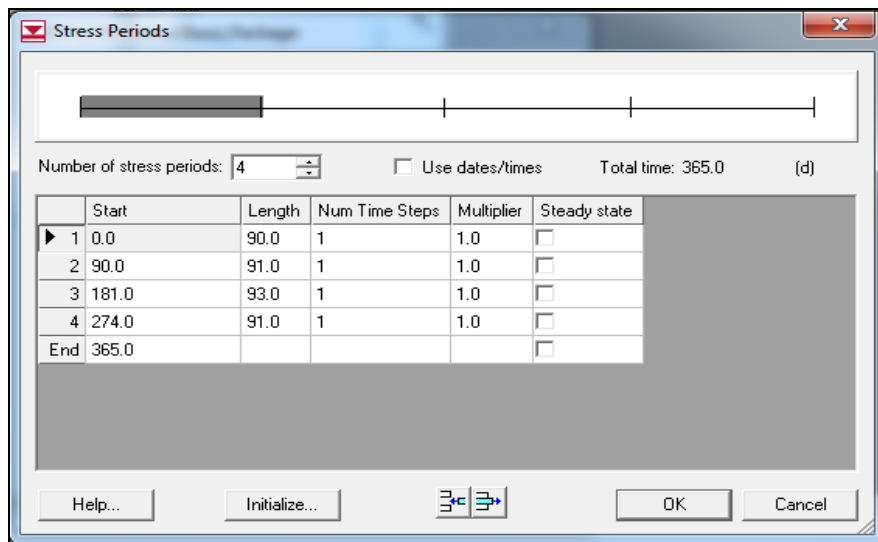 Stress Periods
Number of stress periods: 4 Use dates/times Total time: 365.0 (d)
Start Length Num Time Steps Multiplier Steady state
1 0.0 90.0 1 1.0
2 90.0 91.0 1 1.0
3 181.0 93.0 1 1.0
4 274.0 91.0 1 1.0
End 365.0
Help... Initialize... OK Cancel